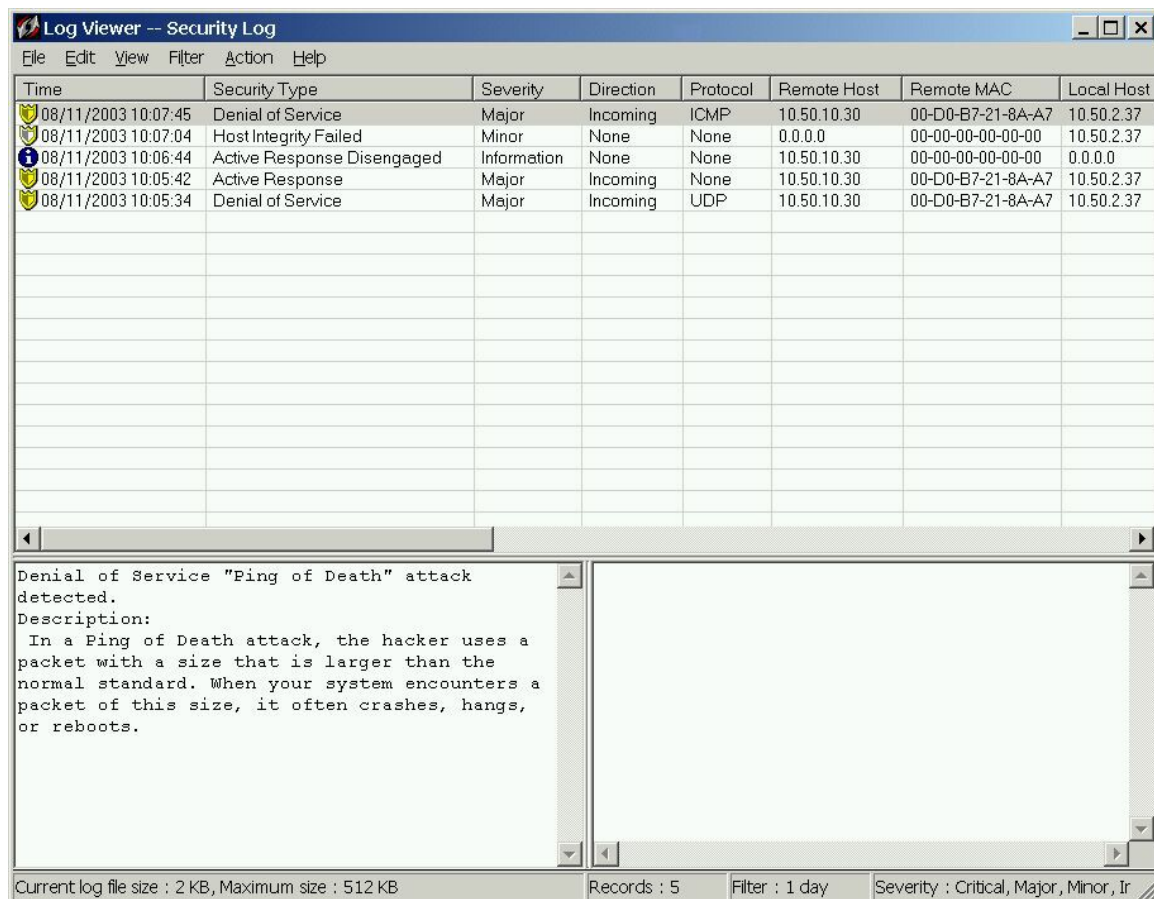 Log Viewer -- Security Log
File Edit View Filter Action Help
Time Security Type Severity Direction Protocol Remote Host Remote MAC Local Host
08/11/2003 10:07:45 Denial of Service Major Incoming ICMP 10.50.10.30 00-D0-B7-21-8A-A7 10.50.2.37
08/11/2003 10:07:04 Host Integrity Failed Minor None None 0.0.0.0 00-00-00-00-00-00 10.50.2.37
08/11/2003 10:06:44 Active Response Disengaged Information None None 10.50.10.30 00-00-00-00-00-00 0.0.0.0
08/11/2003 10:05:42 Active Response Major Incoming None 10.50.10.30 00-D0-B7-21-8A-A7 10.50.2.37
08/11/2003 10:05:34 Denial of Service Major Incoming UDP 10.50.10.30 00-D0-B7-21-8A-A7 10.50.2.37
Denial of Service "Ping of Death" attack
detected.
Description:
In a Ping of Death attack, the hacker uses a
packet with a size that is larger than the
normal standard. When your system encounters a
packet of this size, it often crashes, hangs,
or reboots.
Current log file size : 2 KB, Maximum size : 512 KB Records : 5 Filter : 1 day Severity : Critical, Major, Minor, Ir